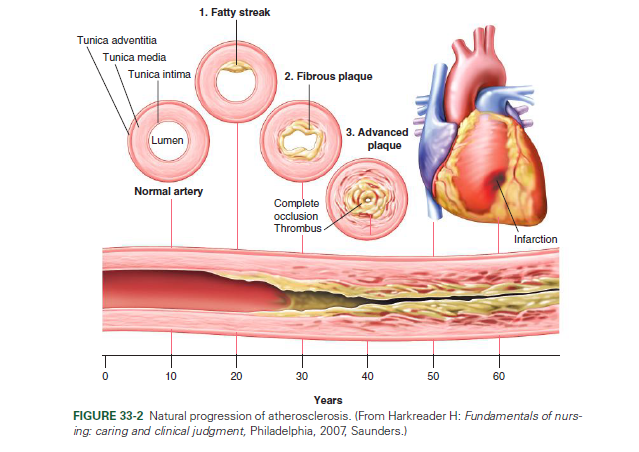 1. Fatty streak
Tunica adventitia
Tunica media
Tunica intima
2. Fibrous plaque
3. Advanced
plaque
Lumen
Normal artery
Complete
occlusion
Thrombus
Infarction
0 10 20 30 40 50 60
Years
FIGURE 33-2 Natural progression of atherosclerosis. (From Harkreader H: Fundamentals of nurs-
ing: caring and clinical judgment, Philadelphia, 2007, Saunders.)